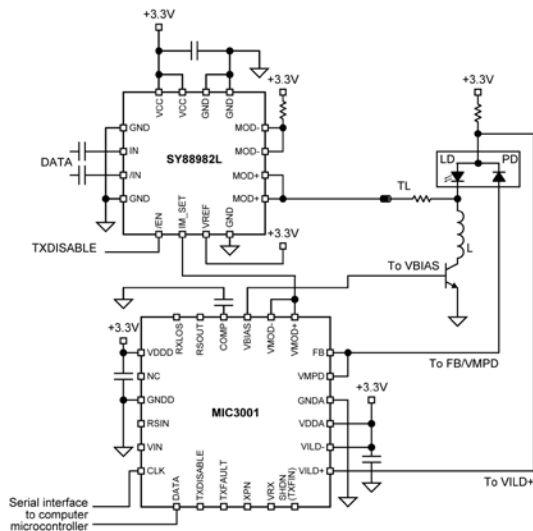 +3.3V
VCC
VCC
GND
GND
+3.3V
+3.3V
GND
IN
/IN
GND
DATA
SY88982L
MOD-
MOD-
MOD+
MOD+
/EN
IM_SET
VREF
GND
TXDISABLE
+3.3V
TL
LD
PD
L
To VBIAS
+3.3V
RXLOS
RSOUT
COMP
VBIAS
VMOD-
VMOD+
VDDD
NC
GNDD
RSIN
VIN
CLK
MIC3001
FB
VMPD
GNDA
VDDA
VILD-
VILD+
To FB/VMPD
+3.3V
To VILD+
DATA
TXDISABLE
TXFAULT
XPN
VRX
SHDN
(TXFIN)
Serial interface
to computer
microcontroller